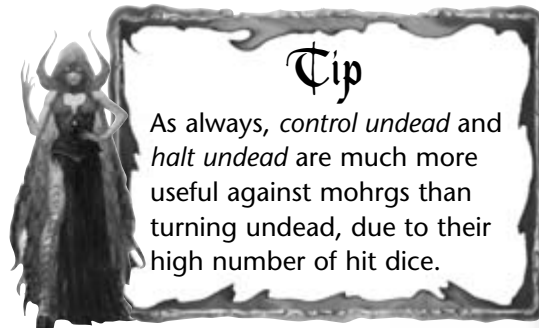 Tip
As always, control undead and
halt undead are much more
useful against mohrgs than
turning undead, due to their
high number of hit dice.